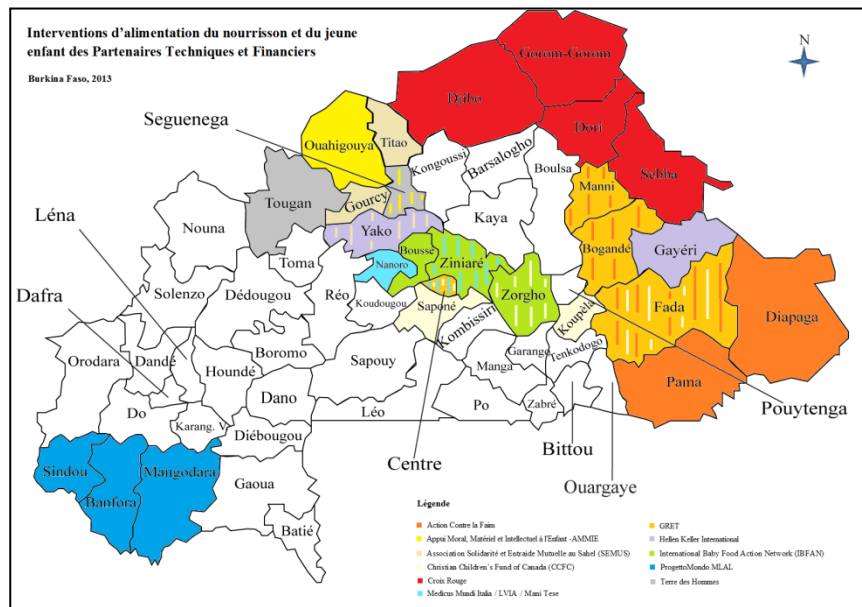 Interventions d'alimentation du nourrisson et du jeune
enfant des Partenaires Techniques et Financiers
Burkina Faso, 2013
N
Gorom-Gorom
Djibo
Seguenega
Ouahigouya
Titao
Dori
Kongoussi
Barsalogho
Boulsa
Sebba
Manni
Tougan
Gourcy
Léna
Nouna
Yako
Kaya
Bogandé
Gayéri
Toma
Boussé
Ziniaré
Nanoro
Dafra
Solenzo
Dédougou
Réo
Koudougou
Saponé
Zorgho
Fada
Diapaga
Kombissiri
Koupéla
Orodara
Dandé
Boromo
Houndé
Sapouy
Garango
Tenkodogo
Manga
Pama
Dano
Do
Karang. V.
Léo
Po
Zabré
Pouytenga
Diébougou
Bittou
Centre
Ouargaye
Sindou
Mangodara
Banfora
Gaoua
Batié
Légende
Action Contre la Faim
Appui Moral, Matériel et Intellectuel à l'Enfant -AMMIE
Association Solidarité et Entraide Mutuelle au Sahel (SEMUS)
Christian Children's Fund of Canada (CCFC)
Croix Rouge
Medicus Mundi Italia / LVIA / Mani Tese
GRET
Hellen Keller International
International Baby Food Action Network (IBFAN)
ProgettoMondo MLAL
Terre des Hommes